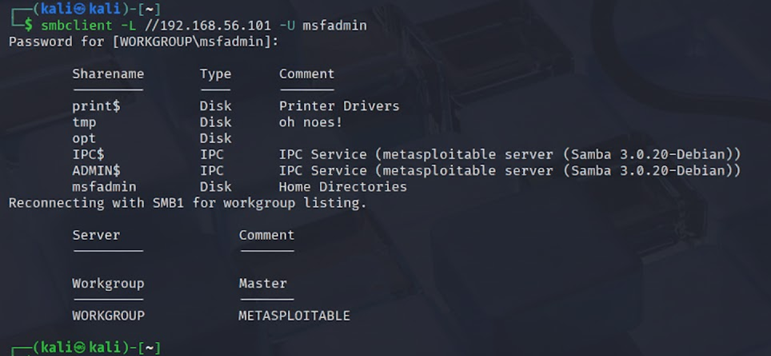 ┌──(kali㉿kali)-[~]
└─$ smbclient -L //192.168.56.101 -U msfadmin
Password for [WORKGROUP\msfadmin]:
Sharename Type Comment
--------- ---- -------
print$ Disk Printer Drivers
tmp Disk oh noes!
opt Disk
IPC$ IPC IPC Service (metasploitable server (Samba 3.0.20-Debian))
ADMIN$ IPC IPC Service (metasploitable server (Samba 3.0.20-Debian))
msfadmin Disk Home Directories
Reconnecting with SMB1 for workgroup listing.
Server Comment
--------- -------
Workgroup Master
--------- -------
WORKGROUP METASPLOITABLE
┌──(kali㉿kali)-[~]